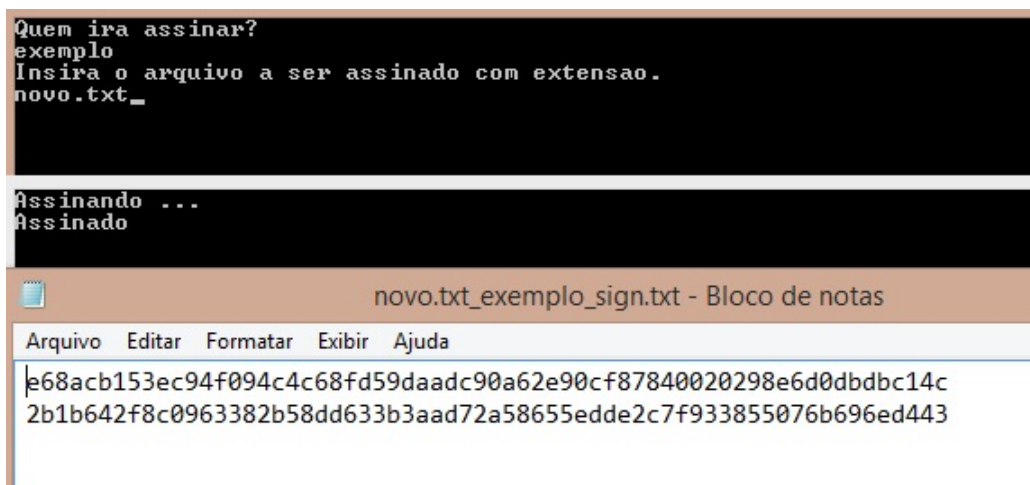 Quem ira assinar?
exemplo
Insira o arquivo a ser assinado com extensao.
novo.txt_
Assinando ...
Assinado
novo.txt_exemplo_sign.txt - Bloco de notas
Arquivo Editar Formatar Exibir Ajuda
e68acb153ec94f094c4c68fd59daadc90a62e90cf87840020298e6d0dbdbc14c
2b1b642f8c0963382b58dd633b3aad72a58655edde2c7f933855076b696ed443